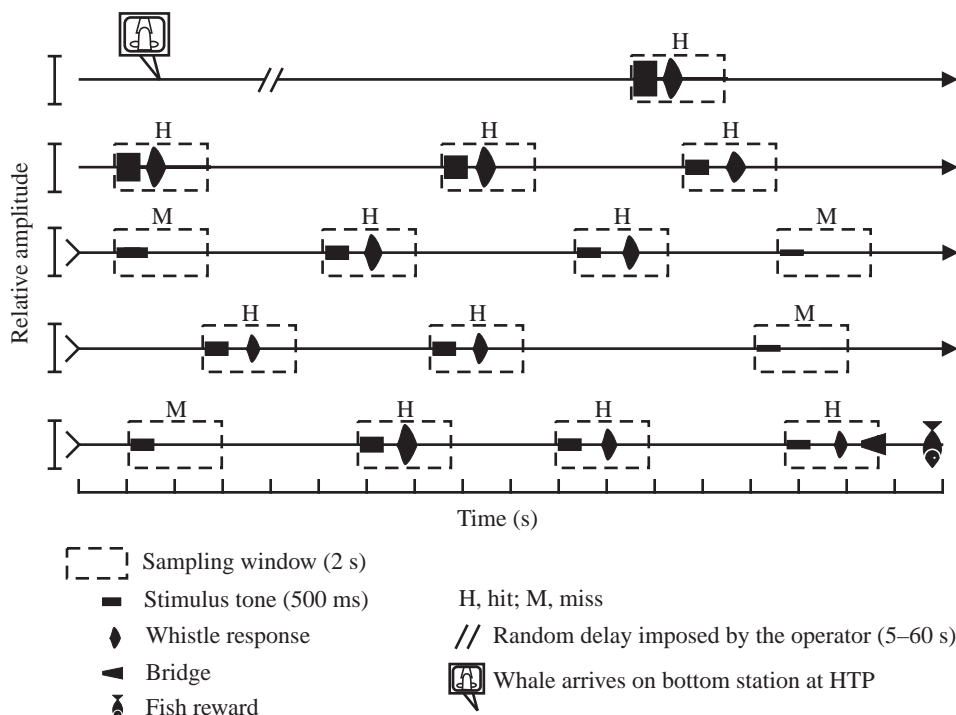 H
H H H
M H H M
Relative amplitude
H H M
M H H H
Time (s)
Sampling window (2 s)
Stimulus tone (500 ms)
H, hit; M, miss
Whistle response
Random delay imposed by the operator (5–60 s)
Bridge
Whale arrives on bottom station at HTP
Fish reward